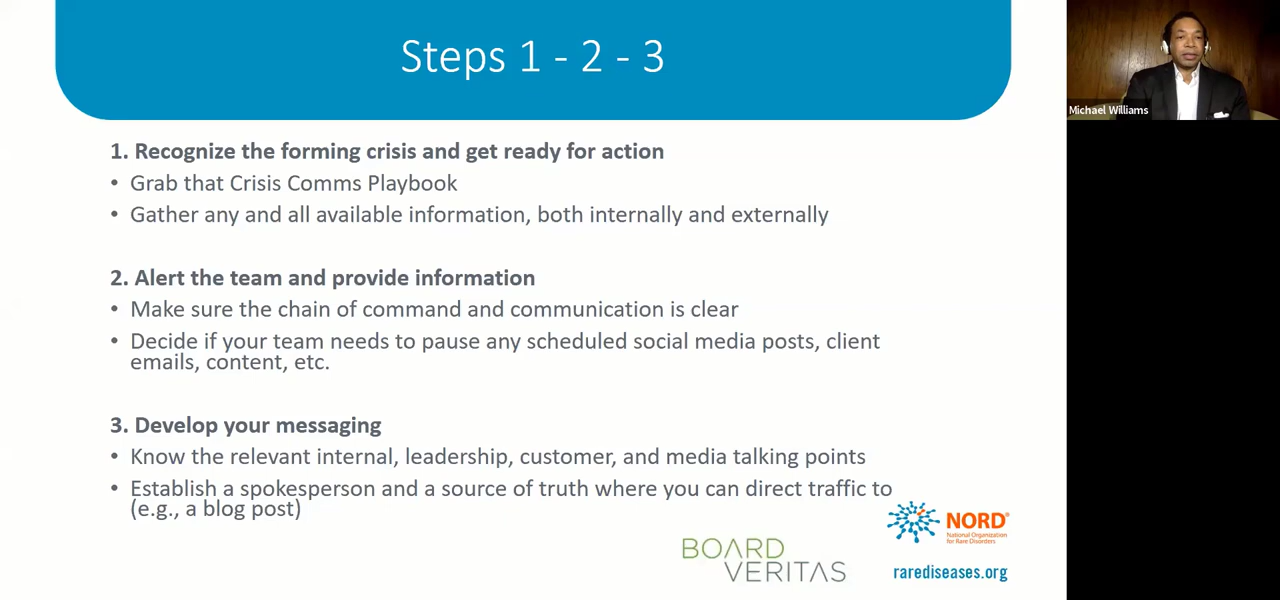 Steps 1 - 2 - 3
Michael Williams
1. Recognize the forming crisis and get ready for action
• Grab that Crisis Comms Playbook
• Gather any and all available information, both internally and externally
2. Alert the team and provide information
• Make sure the chain of command and communication is clear
• Decide if your team needs to pause any scheduled social media posts, client
emails, content, etc.
3. Develop your messaging
• Know the relevant internal, leadership, customer, and media talking points
• Establish a spokesperson and a source of truth where you can direct traffic to
(e.g., a blog post)
NORD®
National Organization
for Rare Disorders
BOARD
VERITAS
rarediseases.org